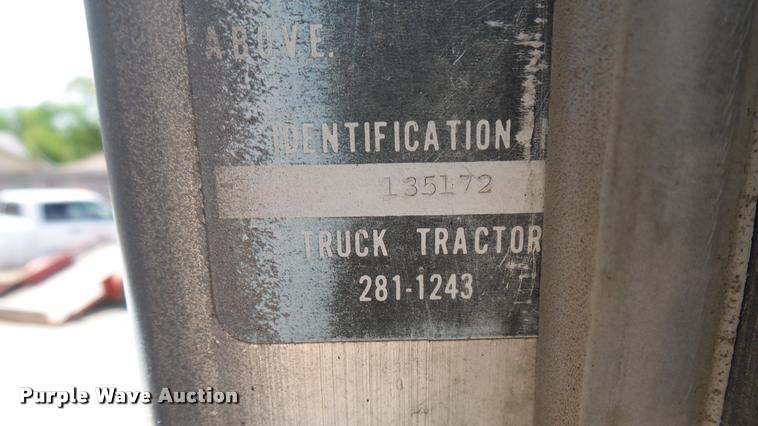 ABOVE.
IDENTIFICATION
135172
TRUCK TRACTOR
281-1243
Purple Wave Auction